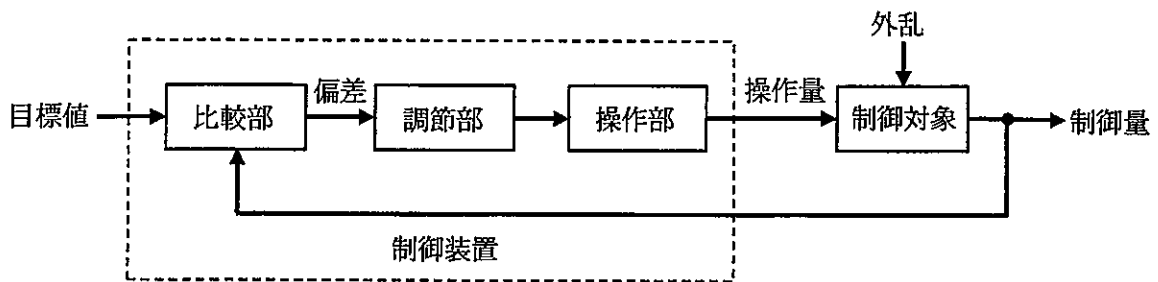 外乱
目標値
比較部
偏差
調節部
操作部
操作量
制御対象
制御量
制御装置